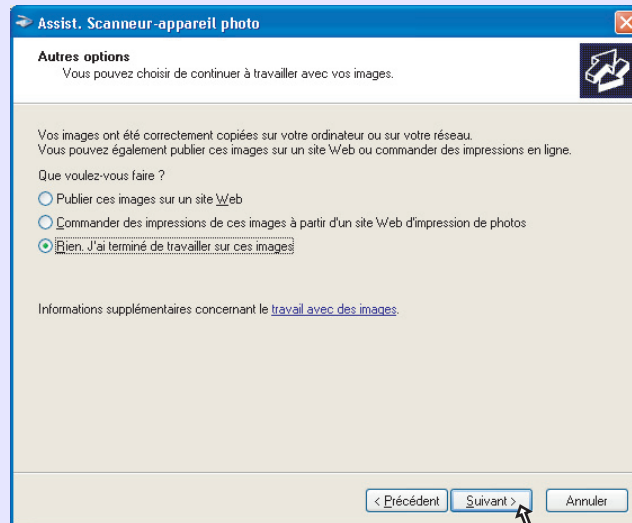 Assist. Scanneur-appareil photo
Autres options
Vous pouvez choisir de continuer à travailler avec vos images.
Vos images ont été correctement copiées sur votre ordinateur ou sur votre réseau.
Vous pouvez également publier ces images sur un site Web ou commander des impressions en ligne.
Que voulez-vous faire ?
Publier ces images sur un site Web
Commander des impressions de ces images à partir d'un site Web d'impression de photos
Rien. J'ai terminé de travailler sur ces images
Informations supplémentaires concernant le travail avec des images.
< Précédent Suivant > Annuler